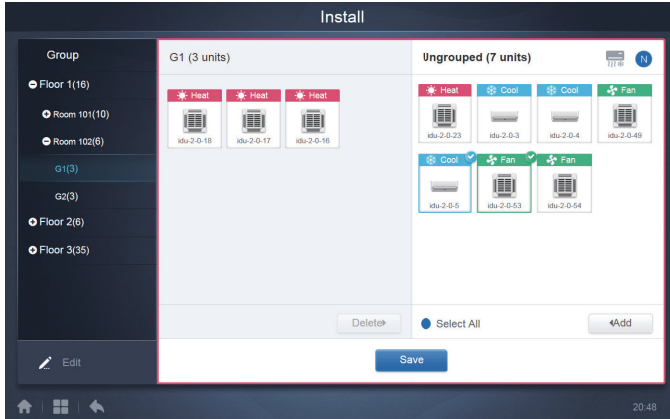 Install
Group
Floor 1(16)
Room 101(10)
Room 102(6)
G1(3)
G2(3)
Floor 2(6)
Floor 3(35)
Edit
G1 (3 units)
Heat
Heat
Heat
idu-2-0-18
idu-2-0-17
idu-2-0-16
Delete
Ungrouped (7 units)
N
Heat
Cool
Cool
Fan
idu-2-0-23
idu-2-0-3
idu-2-0-4
idu-2-0-49
Cool
Fan
Fan
idu-2-0-5
idu-2-0-53
idu-2-0-54
Select All
Add
Save
20:48